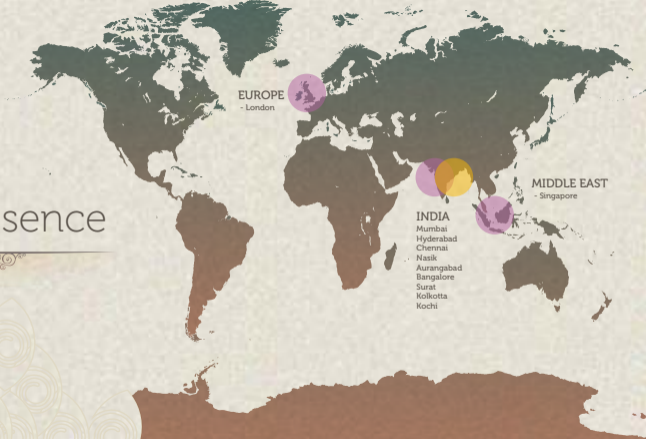 sence
EUROPE
- London
MIDDLE EAST
- Singapore
INDIA
Mumbai
Hyderabad
Chennai
Nasik
Aurangabad
Bangalore
Surat
Kolkotta
Kochi